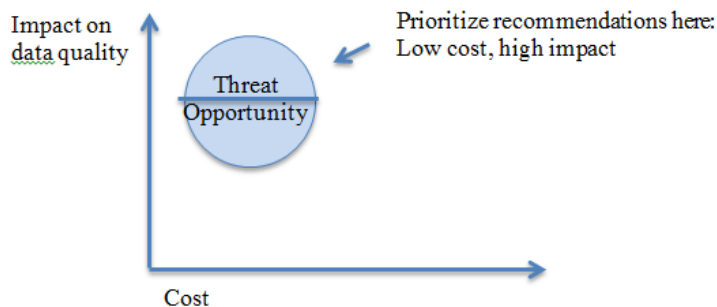 Impact on
data quality
Prioritize recommendations here:
Low cost, high impact
Threat
Opportunity
Cost